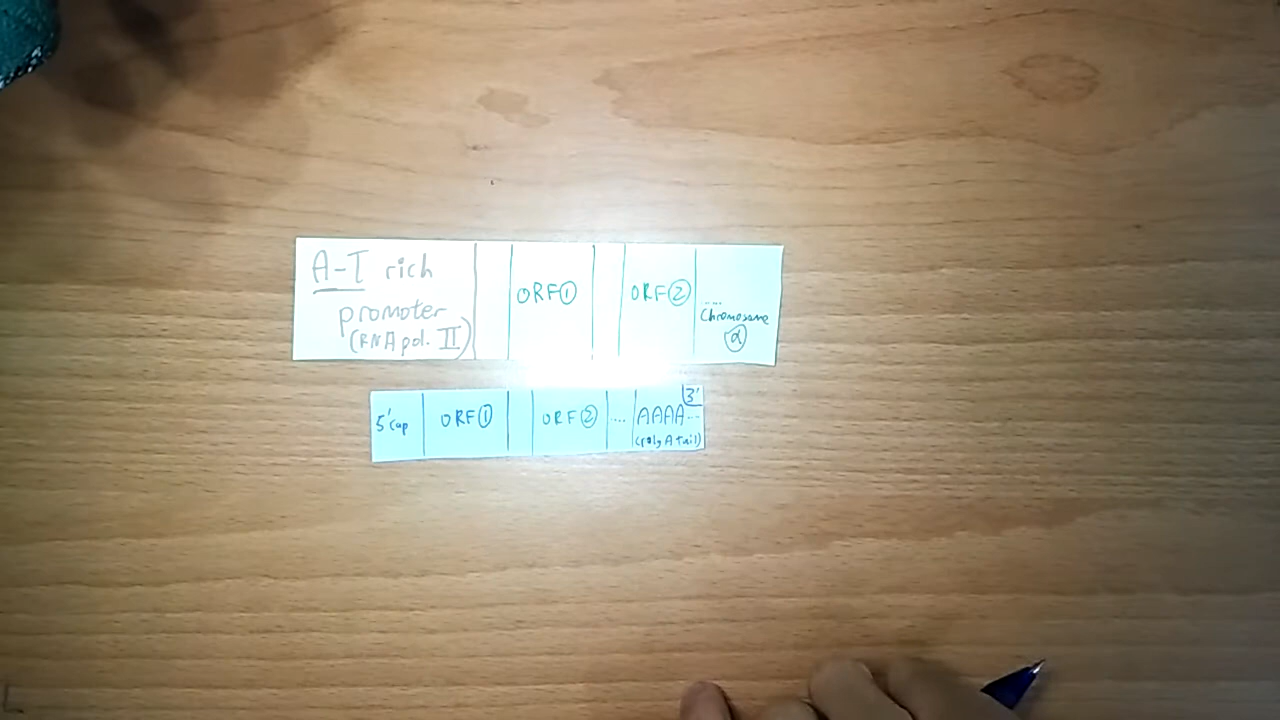 A-T rich
promoter
(RNA pol. II)
ORF①
ORF②
.....
Chromosome
α
5'cap
ORF①
ORF②
...
3'
AAAA...
(poly A tail)